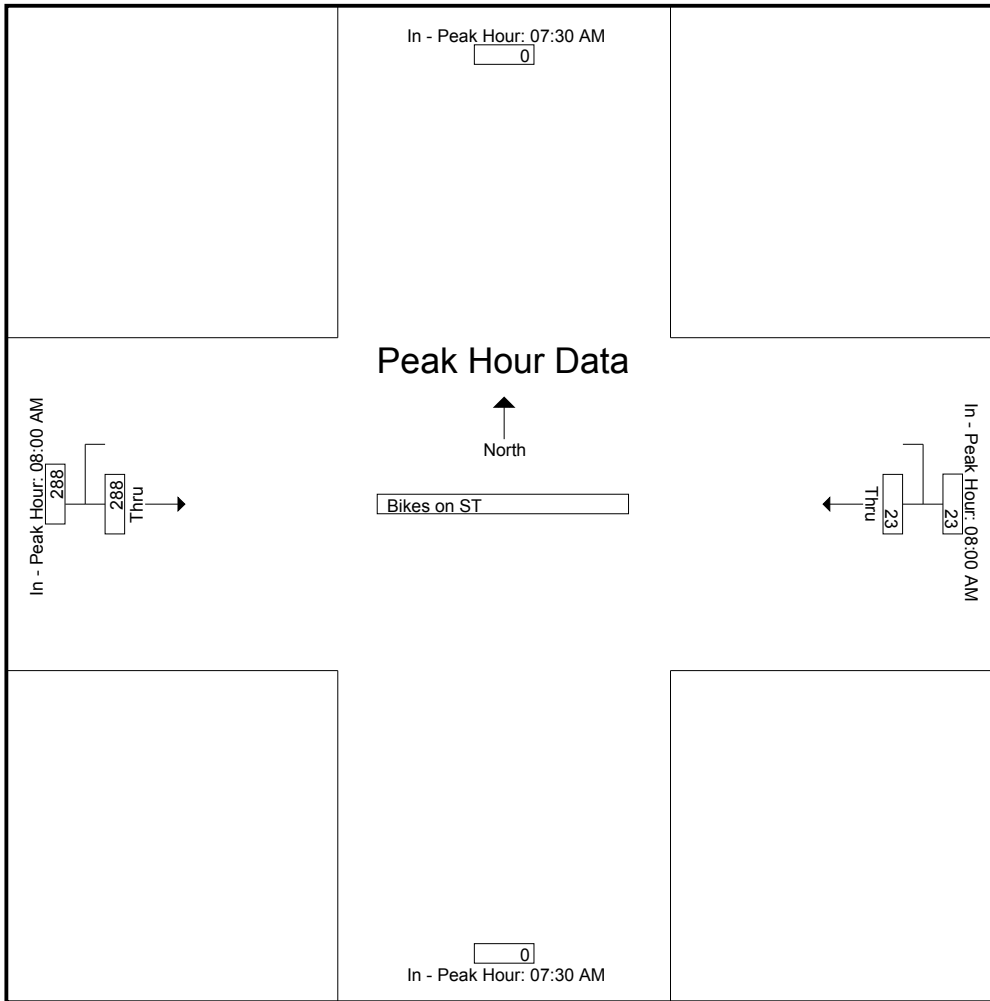 In - Peak Hour: 07:30 AM
0
Peak Hour Data
North
In - Peak Hour: 08:00 AM
288
288
Thru
Bikes on ST
Thru
23
23
In - Peak Hour: 08:00 AM
0
In - Peak Hour: 07:30 AM